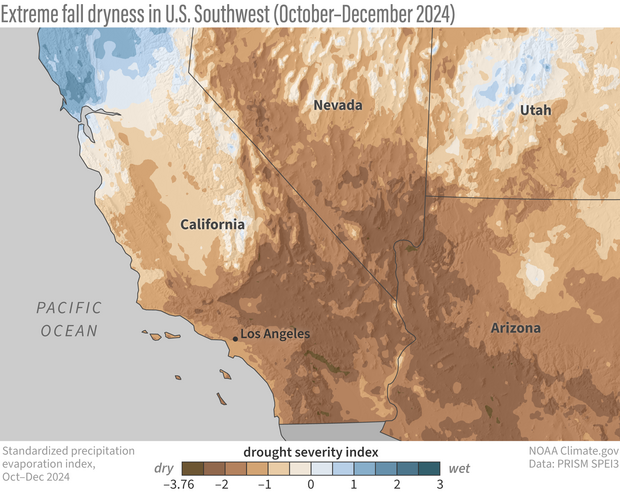 Extreme fall dryness in U.S. Southwest (October–December 2024)
Nevada
Utah
California
PACIFIC
OCEAN
Los Angeles
Arizona
Standardized precipitation
evaporation index,
Oct–Dec 2024
drought severity index
dry
wet
−3.76 −2 −1 0 1 2 3
NOAA Climate.gov
Data: PRISM SPEI3